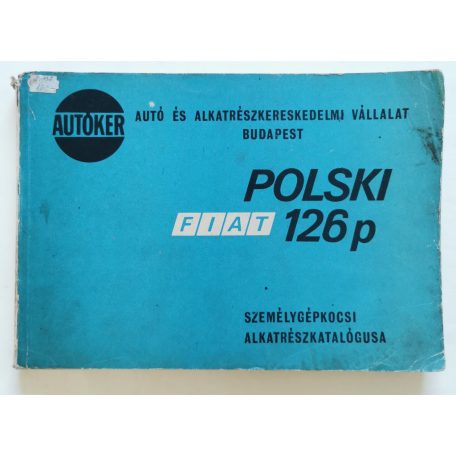 AUTÓKER
AUTÓ ÉS ALKATRÉSZKERESKEDELMI VÁLLALAT
BUDAPEST
POLSKI
FIAT 126p
SZEMÉLYGÉPKOCSI
ALKATRÉSZKATALÓGUSA